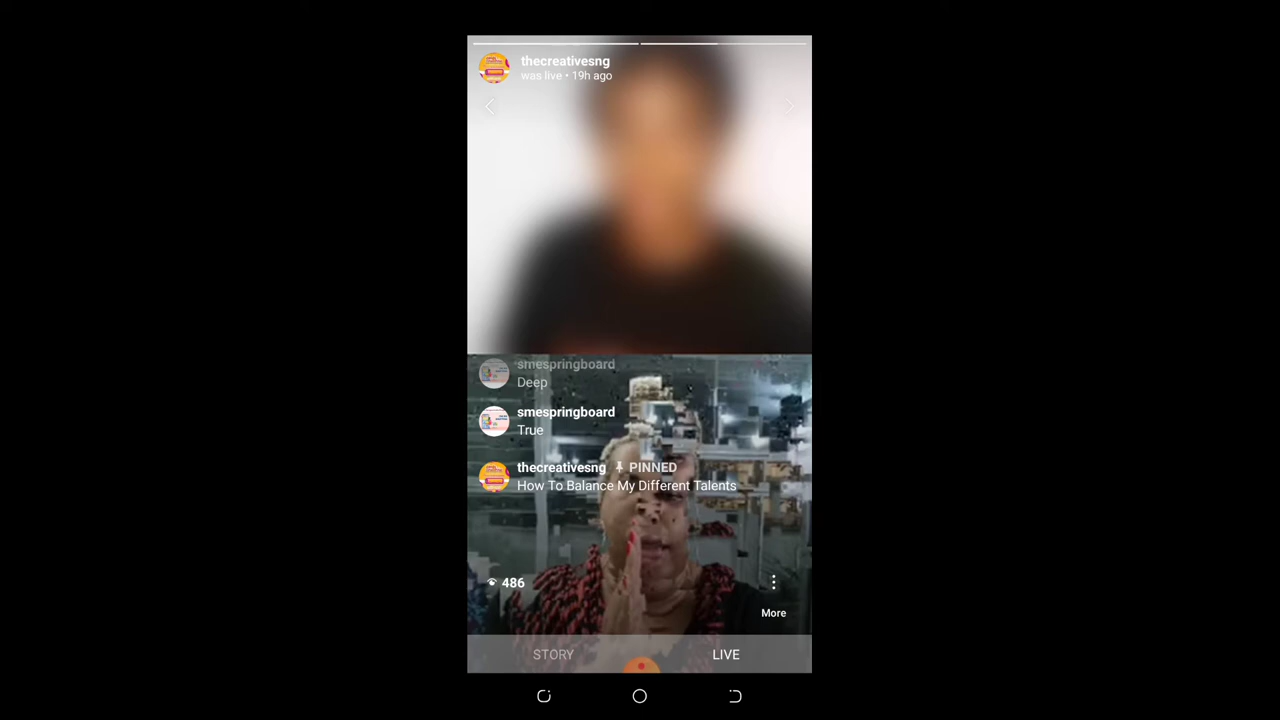 thecreativesng
was live • 19h ago
smespringboard
Deep
smespringboard
True
thecreativesng PINNED
How To Balance My Different Talents
486
More
STORY LIVE